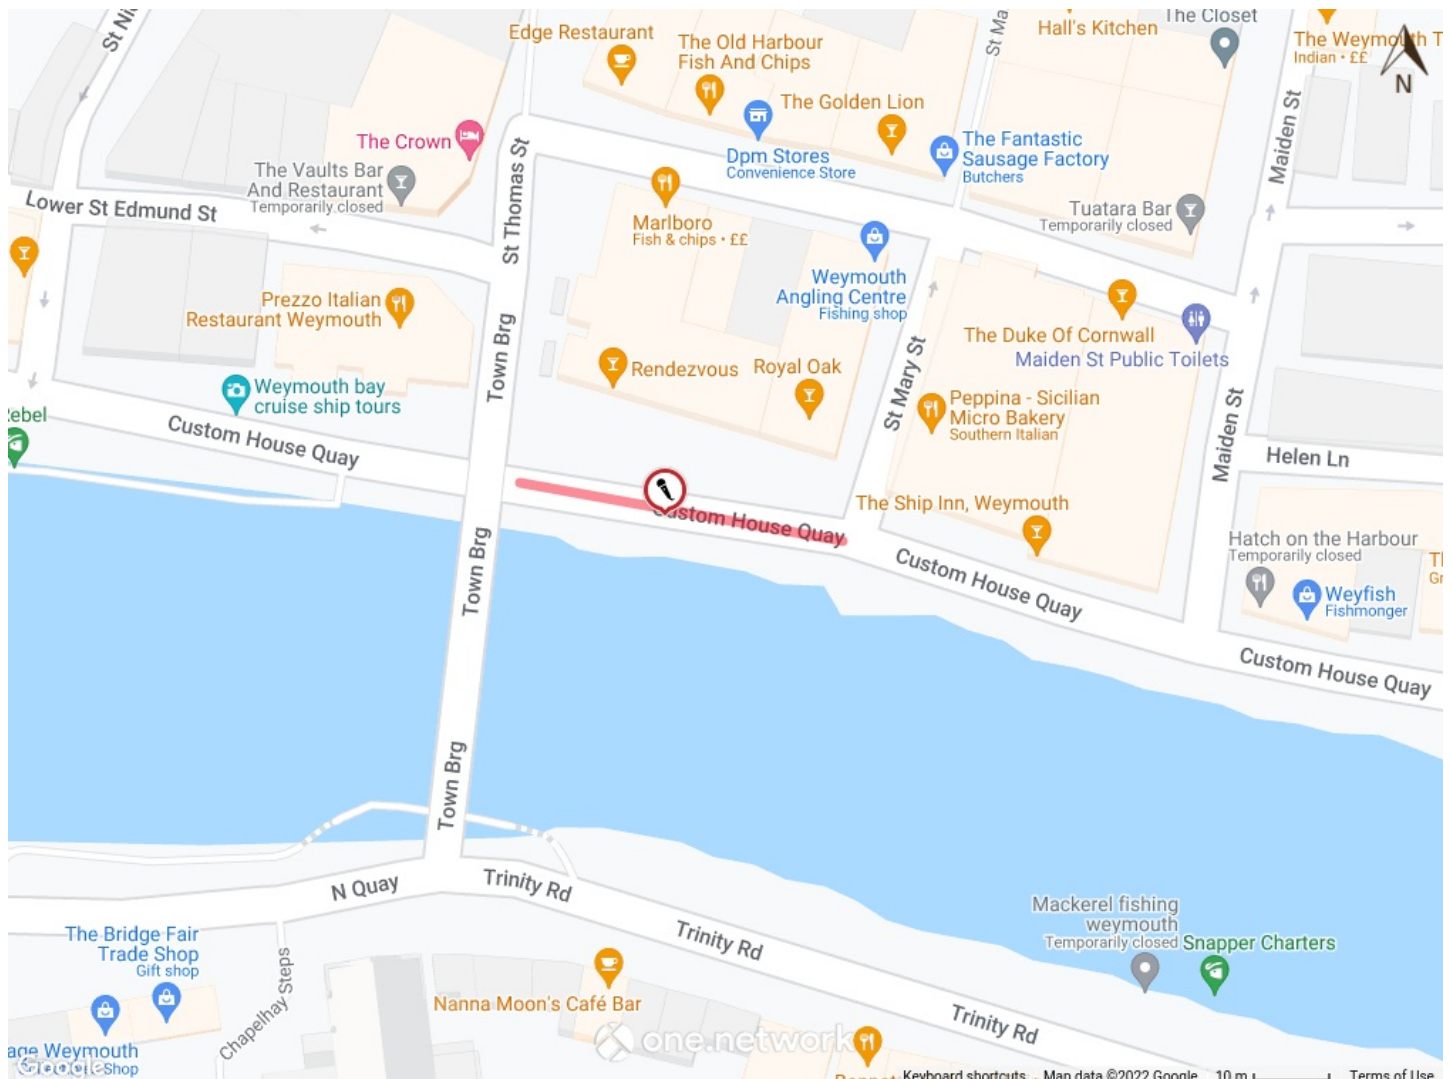 St Ni
Edge Restaurant
The Old Harbour
Fish And Chips
St Ma
Hall's Kitchen
The Closet
The Weymouth T
Indian • ££
N
The Crown
The Golden Lion
Dpm Stores
Convenience Store
The Fantastic
Sausage Factory
Butchers
Maiden St
The Vaults Bar
And Restaurant
Temporarily closed
St Thomas St
Lower St Edmund St
Marlboro
Fish & chips • ££
Tuatara Bar
Temporarily closed
Weymouth
Angling Centre
Fishing shop
Prezzo Italian
Restaurant Weymouth
Town Brg
The Duke Of Cornwall
Maiden St Public Toilets
Rendezvous
Royal Oak
St Mary St
Weymouth bay
cruise ship tours
Peppina - Sicilian
Micro Bakery
Southern Italian
Maiden St
Rebel
Custom House Quay
Helen Ln
The Ship Inn, Weymouth
Custom House Quay
Town Brg
Custom House Quay
Hatch on the Harbour
Temporarily closed
Weyfish
Fishmonger
Custom House Quay
Town Brg
N Quay
Trinity Rd
Mackerel fishing
weymouth
Temporarily closed
Snapper Charters
The Bridge Fair
Trade Shop
Gift shop
Trinity Rd
Chapelhay Steps
Nanna Moon's Café Bar
Trinity Rd
one.network
age Weymouth
Shop
Google
Keyboard shortcuts
Map data ©2022 Google
10 m
Terms of Use